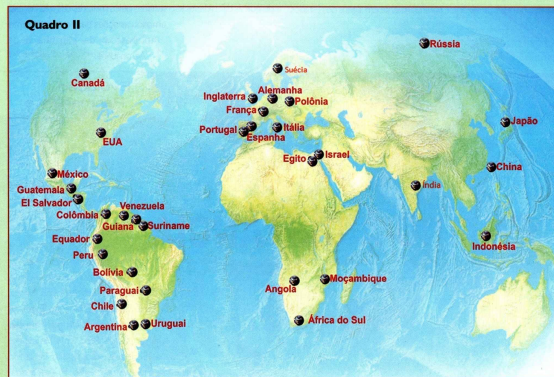 Quadro II
Rússia
Canadá
Suécia
Inglaterra
Alemanha
Polônia
França
Japão
EUA
Portugal
Espanha
Itália
Israel
Egito
China
México
Índia
Guatemala
El Salvador
Venezuela
Colômbia
Guiana
Suriname
Equador
Indonésia
Peru
Bolívia
Moçambique
Angola
Paraguai
Chile
África do Sul
Argentina
Uruguai